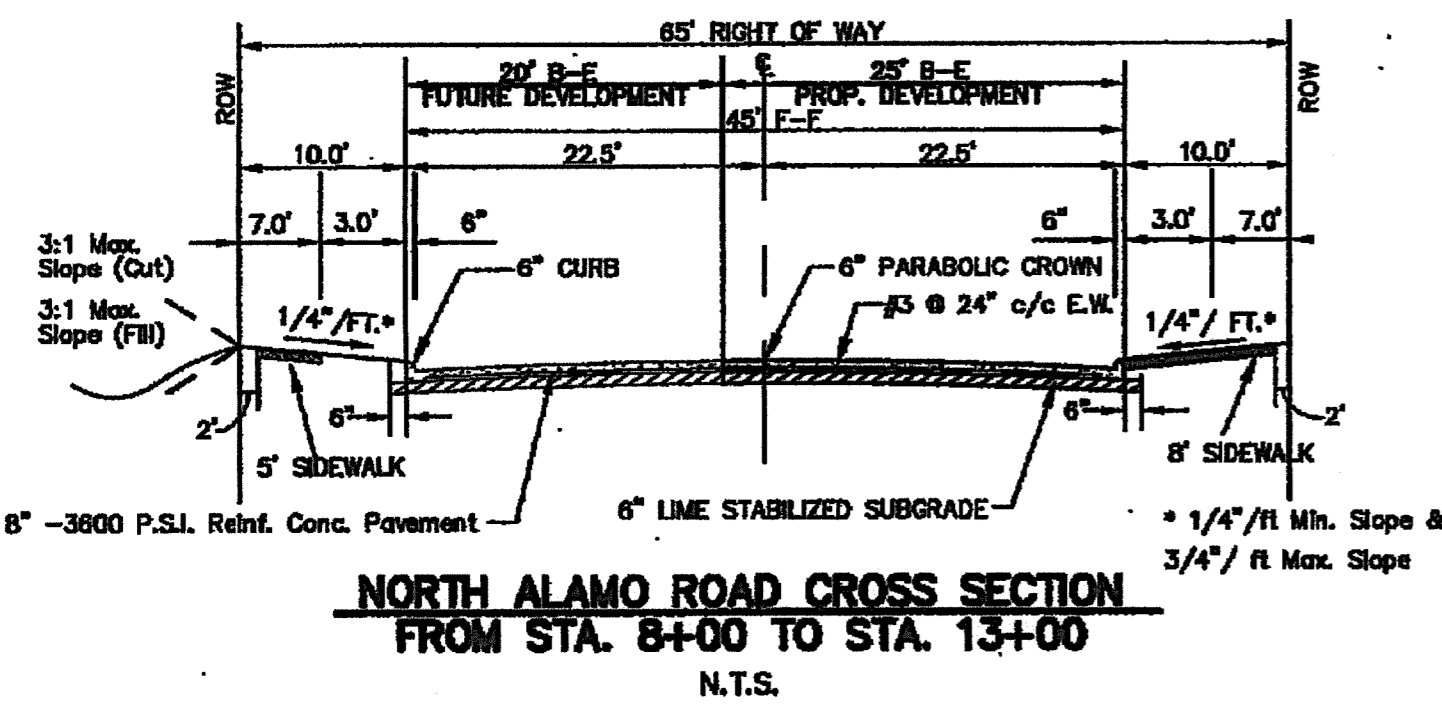 65' RIGHT OF WAY
ROW
℄
ROW
20' B-E
FUTURE DEVELOPMENT
25' B-E
PROP. DEVELOPMENT
45' F-F
10.0'
22.5'
22.5'
10.0'
7.0'
3.0'
6"
6"
3.0'
7.0'
3:1 Max.
Slope (Cut)
3:1 Max.
Slope (Fill)
6" CURB
6" PARABOLIC CROWN
#3 @ 24" c/c E.W.
1/4"/FT.*
1/4"/ FT.*
2'
6"
6"
2'
5' SIDEWALK
8' SIDEWALK
8" -3600 P.S.I. Reinf. Conc. Pavement
6" LIME STABILIZED SUBGRADE
* 1/4"/ft Min. Slope &
3/4"/ ft Max. Slope
NORTH ALAMO ROAD CROSS SECTION
FROM STA. 8+00 TO STA. 13+00
N.T.S.